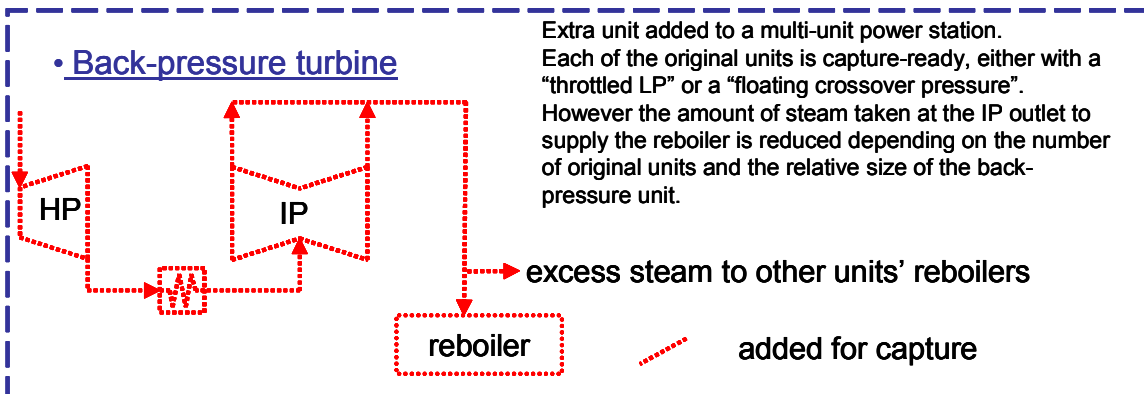 • Back-pressure turbine
Extra unit added to a multi-unit power station.
Each of the original units is capture-ready, either with a
“throttled LP” or a “floating crossover pressure”.
However the amount of steam taken at the IP outlet to
supply the reboiler is reduced depending on the number
of original units and the relative size of the back-
pressure unit.
HP
IP
excess steam to other units’ reboilers
reboiler
added for capture